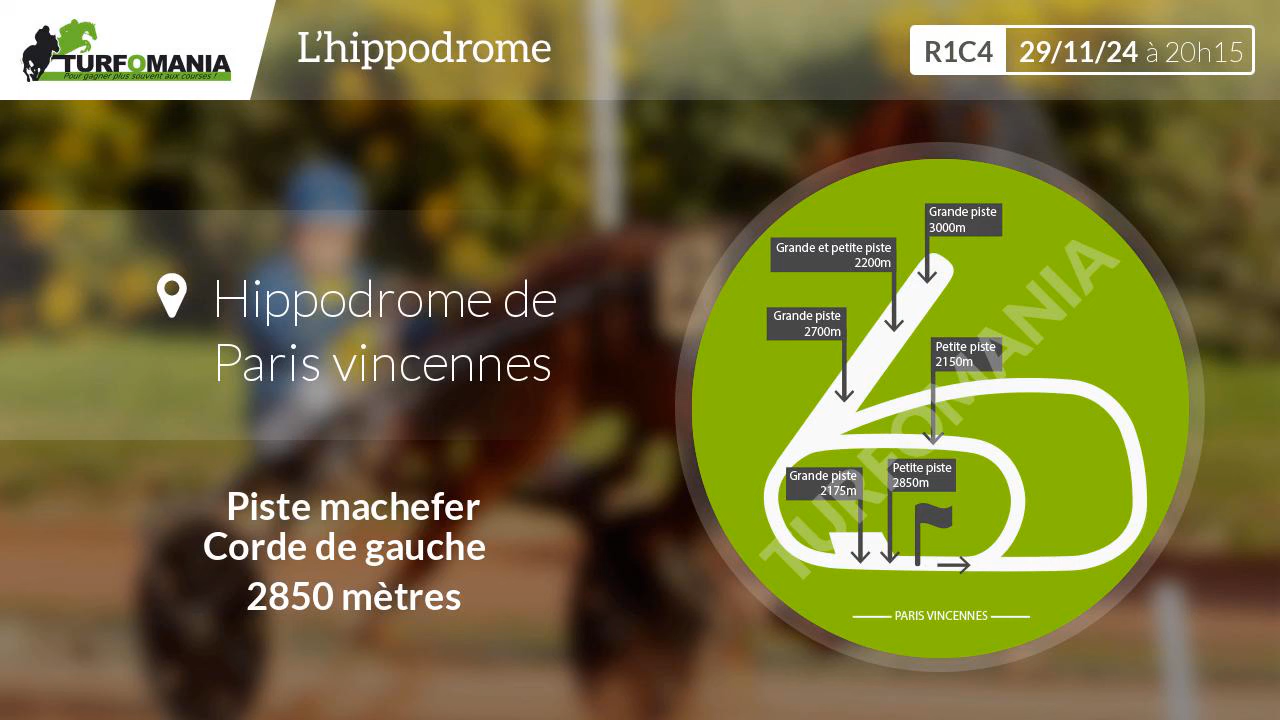 TURFOMANIA
Pour gagner plus souvent aux courses !
L'hippodrome
R1C4 29/11/24 à 20h15
Hippodrome de
Paris vincennes
Piste machefer
Corde de gauche
2850 mètres
Grande piste
3000m
Grande et petite piste
2200m
Grande piste
2700m
Petite piste
2150m
Grande piste
2175m
Petite piste
2850m
TURFOMANIA
PARIS VINCENNES